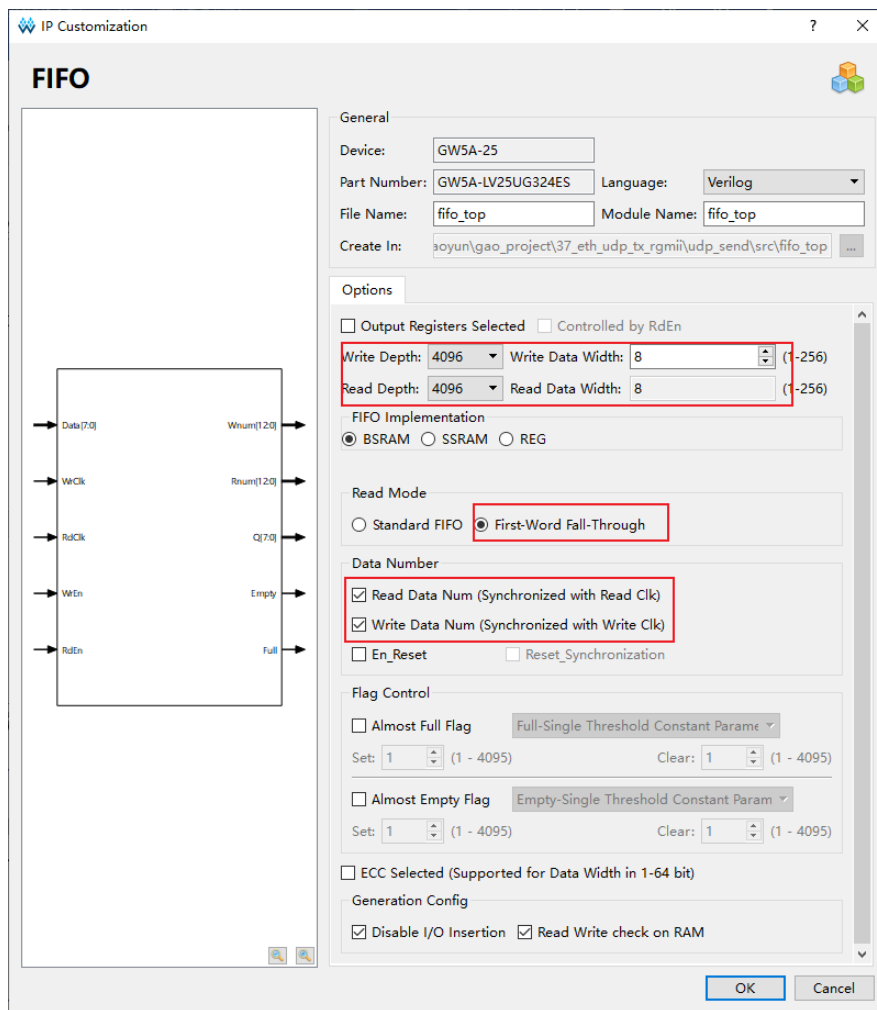 IP Customization ? ×
FIFO
General
Device: GW5A-25
Part Number: GW5A-LV25UG324ES Language: Verilog
File Name: fifo_top Module Name: fifo_top
Create In: aoyun\gao_project\37_eth_udp_tx_rgmii\udp_send\src\fifo_top ...
Options
Output Registers Selected Controlled by RdEn
Write Depth: 4096 Write Data Width: 8 (1-256)
Read Depth: 4096 Read Data Width: 8 (1-256)
FIFO Implementation
BSRAM SSRAM REG
Read Mode
Standard FIFO First-Word Fall-Through
Data Number
Read Data Num (Synchronized with Read Clk)
Write Data Num (Synchronized with Write Clk)
En_Reset Reset_Synchronization
Flag Control
Almost Full Flag Full-Single Threshold Constant Parame
Set: 1 (1 - 4095) Clear: 1 (1 - 4095)
Almost Empty Flag Empty-Single Threshold Constant Param
Set: 1 (1 - 4095) Clear: 1 (1 - 4095)
ECC Selected (Supported for Data Width in 1-64 bit)
Generation Config
Disable I/O Insertion Read Write check on RAM
Data[7:0] Wnum[12:0]
WrClk Rnum[12:0]
RdClk Q[7:0]
WrEn Empty
RdEn Full
OK Cancel